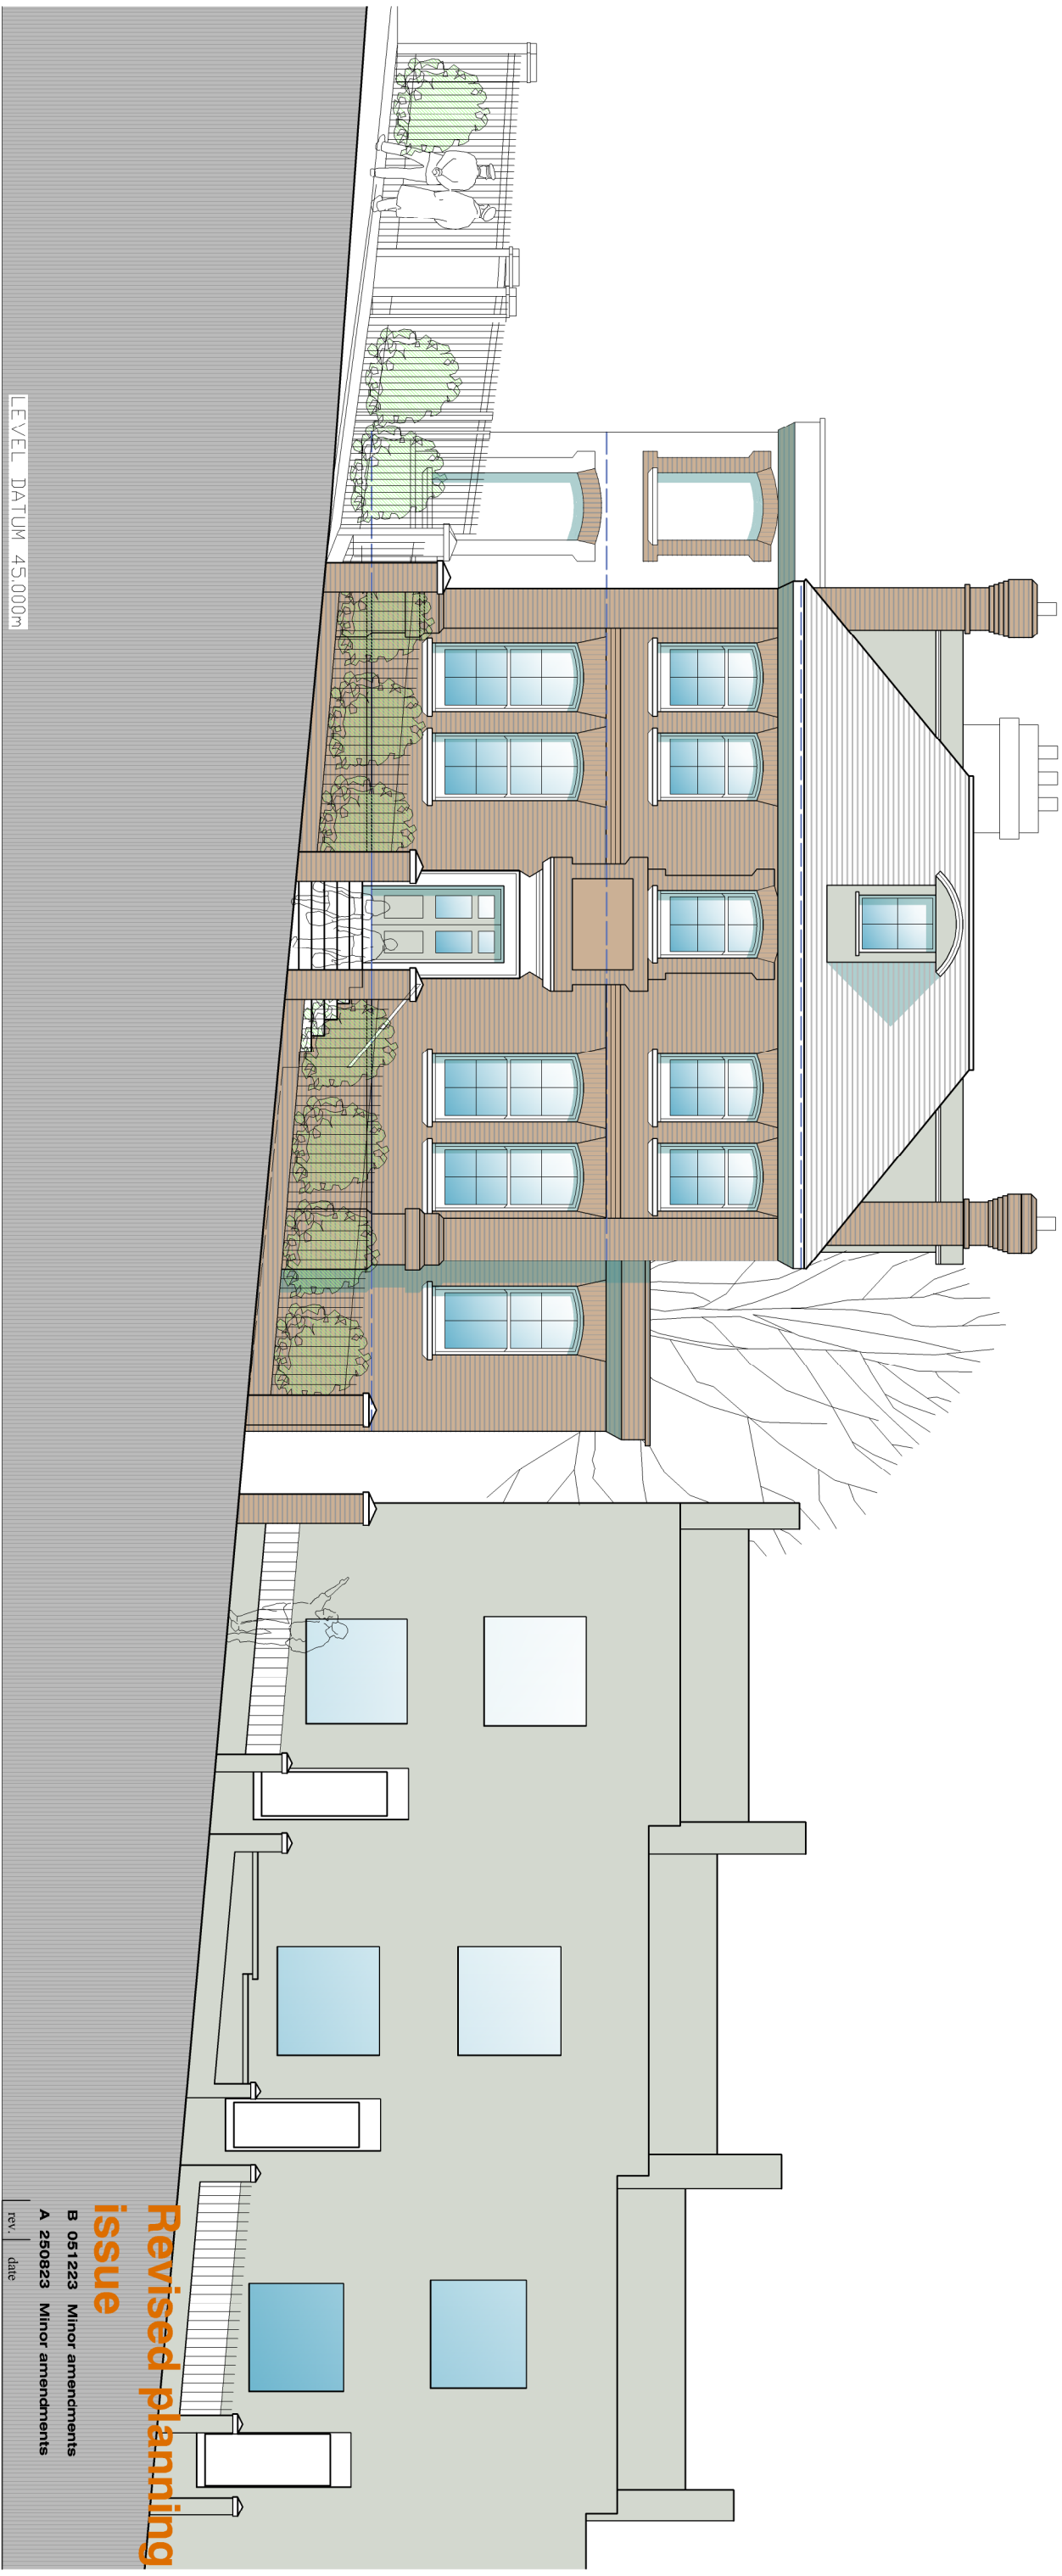 LEVEL DATUM 45.000m
Revised planning
issue
B 051223 Minor amendments
A 250823 Minor amendments
rev. date